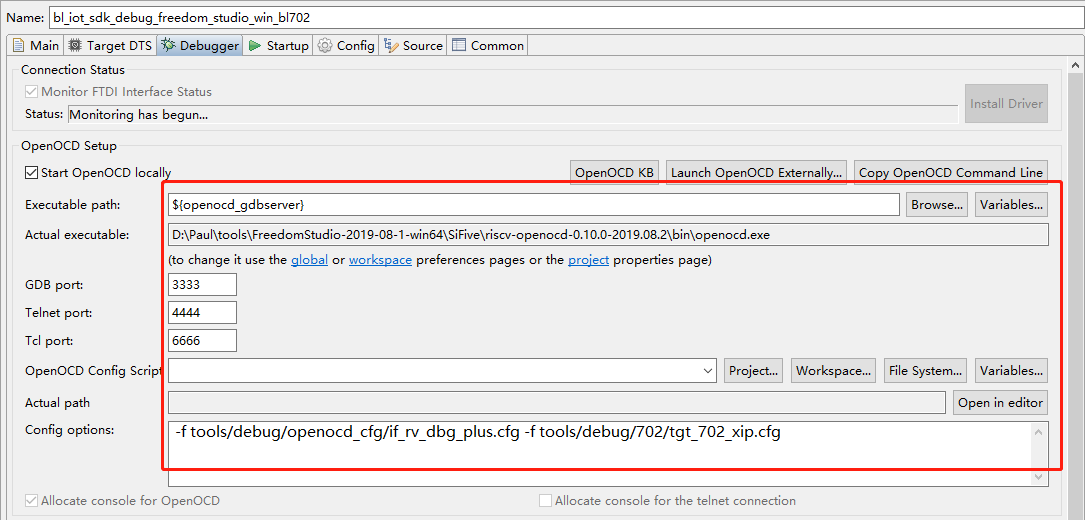 Name: bl_iot_sdk_debug_freedom_studio_win_bl702
Main Target DTS Debugger Startup Config Source Common
Connection Status
Monitor FTDI Interface Status
Status: Monitoring has begun... Install Driver
OpenOCD Setup
Start OpenOCD locally OpenOCD KB Launch OpenOCD Externally... Copy OpenOCD Command Line
Executable path: ${openocd_gdbserver} Browse... Variables...
Actual executable: D:\Paul\tools\FreedomStudio-2019-08-1-win64\SiFive\riscv-openocd-0.10.0-2019.08.2\bin\openocd.exe
(to change it use the global or workspace preferences pages or the project properties page)
GDB port: 3333
Telnet port: 4444
Tcl port: 6666
OpenOCD Config Script Project... Workspace... File System... Variables...
Actual path Open in editor
Config options: -f tools/debug/openocd_cfg/if_rv_dbg_plus.cfg -f tools/debug/702/tgt_702_xip.cfg
Allocate console for OpenOCD Allocate console for the telnet connection